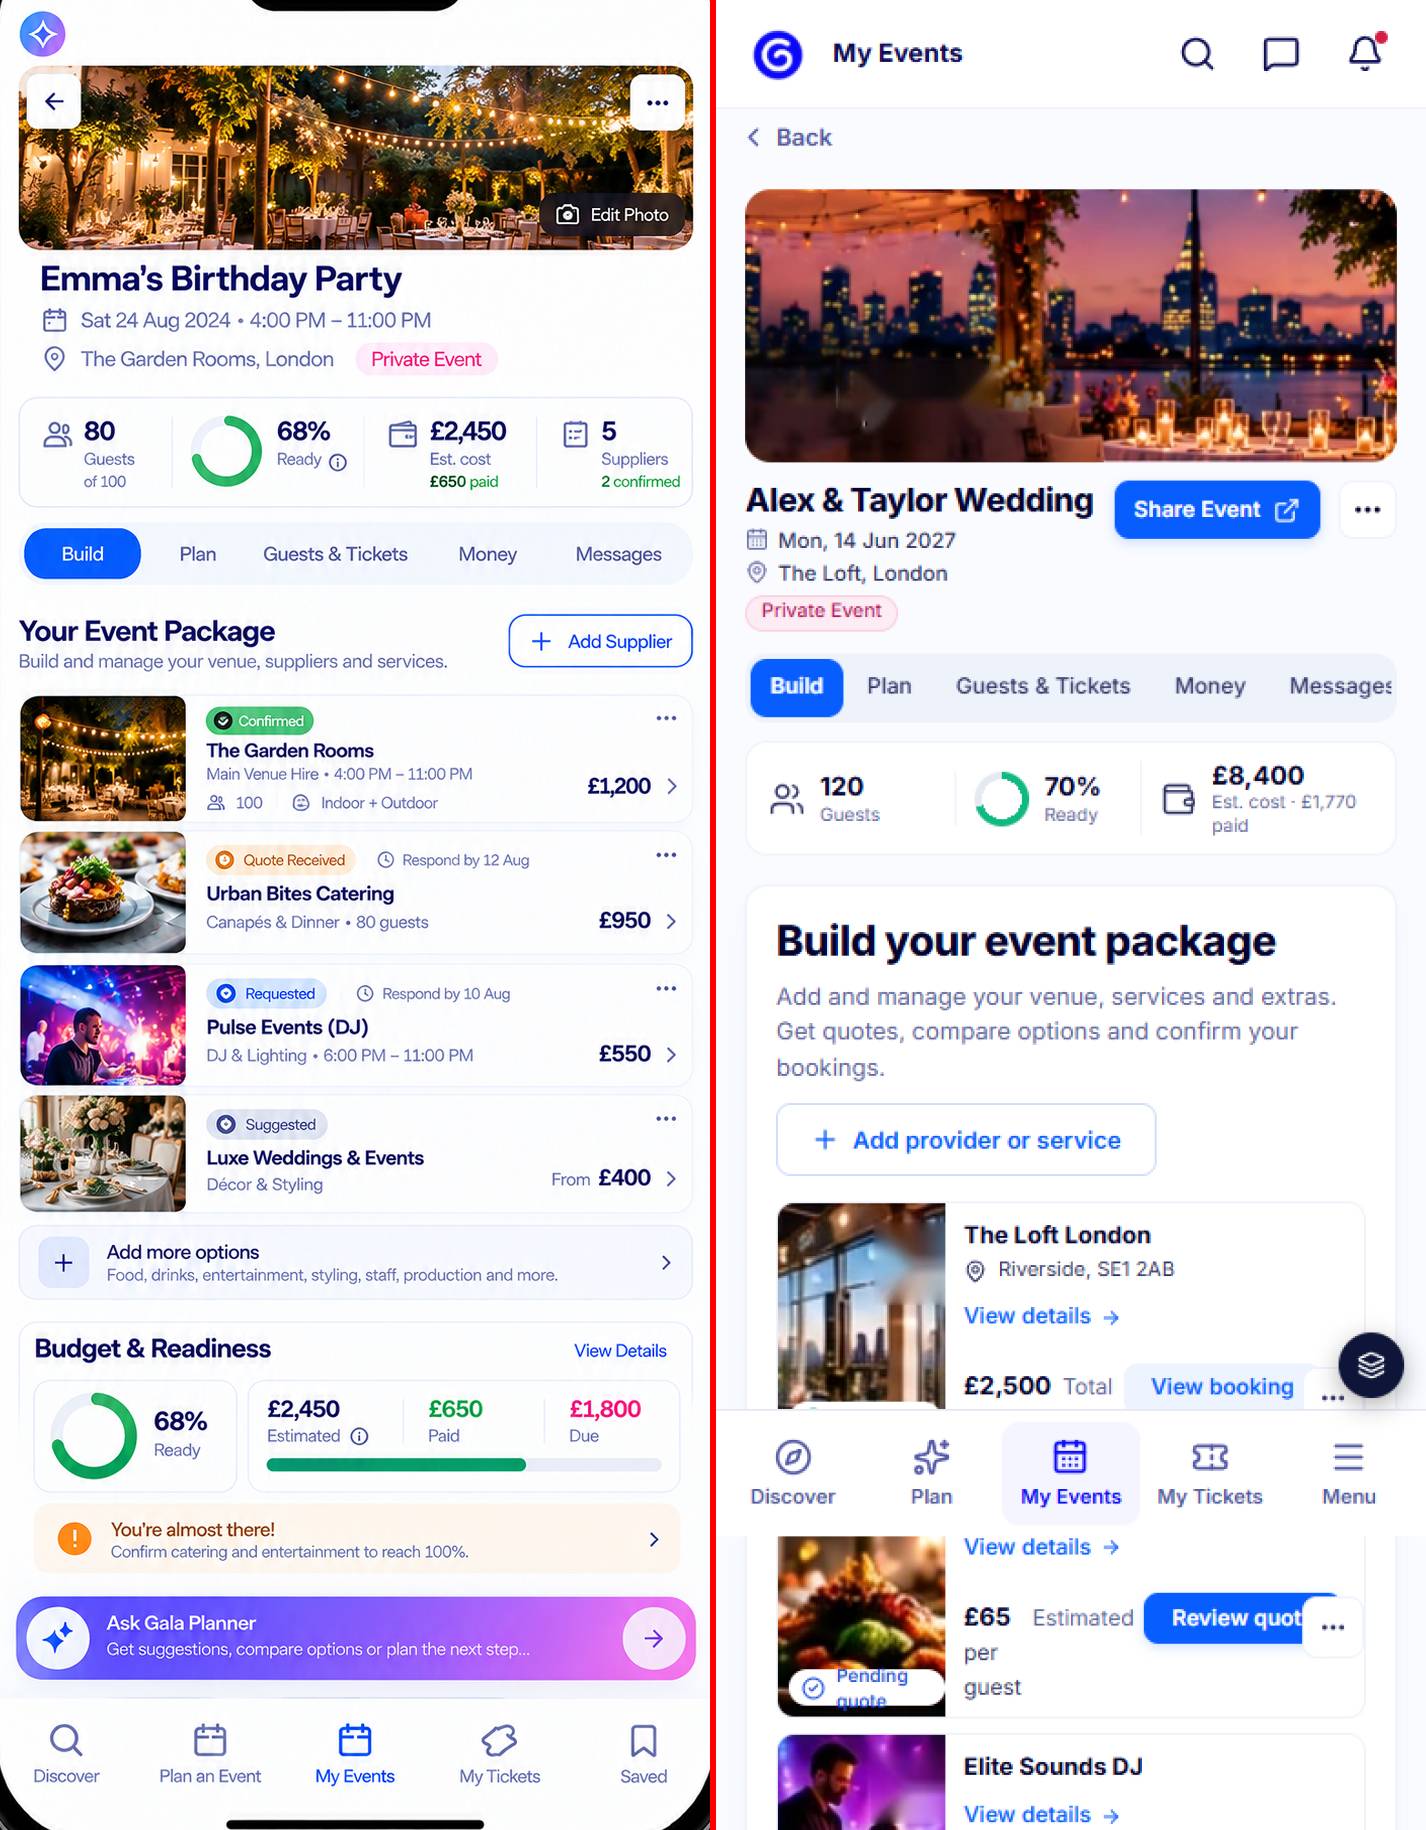 Edit Photo
Emma's Birthday Party
Sat 24 Aug 2024 • 4:00 PM – 11:00 PM
The Garden Rooms, London Private Event
80
Guests
of 100
68%
Ready
£2,450
Est. cost
£650 paid
5
Suppliers
2 confirmed
Build Plan Guests & Tickets Money Messages
Your Event Package
Build and manage your venue, suppliers and services.
+ Add Supplier
Confirmed
The Garden Rooms
Main Venue Hire • 4:00 PM – 11:00 PM
£1,200
100 Indoor + Outdoor
Quote Received Respond by 12 Aug
Urban Bites Catering
Canapés & Dinner • 80 guests
£950
Requested Respond by 10 Aug
Pulse Events (DJ)
DJ & Lighting • 6:00 PM – 11:00 PM
£550
Suggested
Luxe Weddings & Events
Décor & Styling
From £400
Add more options
Food, drinks, entertainment, styling, staff, production and more.
Budget & Readiness
View Details
68%
Ready
£2,450
Estimated
£650
Paid
£1,800
Due
You're almost there!
Confirm catering and entertainment to reach 100%.
Ask Gala Planner
Get suggestions, compare options or plan the next step...
Discover Plan an Event My Events My Tickets Saved
My Events
Back
Alex & Taylor Wedding
Share Event
Mon, 14 Jun 2027
The Loft, London
Private Event
Build Plan Guests & Tickets Money Messages
120
Guests
70%
Ready
£8,400
Est. cost · £1,770
paid
Build your event package
Add and manage your venue, services and extras.
Get quotes, compare options and confirm your
bookings.
+ Add provider or service
The Loft London
Riverside, SE1 2AB
View details →
£2,500 Total View booking
Discover Plan My Events My Tickets Menu
View details →
£65 Estimated Review quot
per
guest
Pending
quote
Elite Sounds DJ
View details →